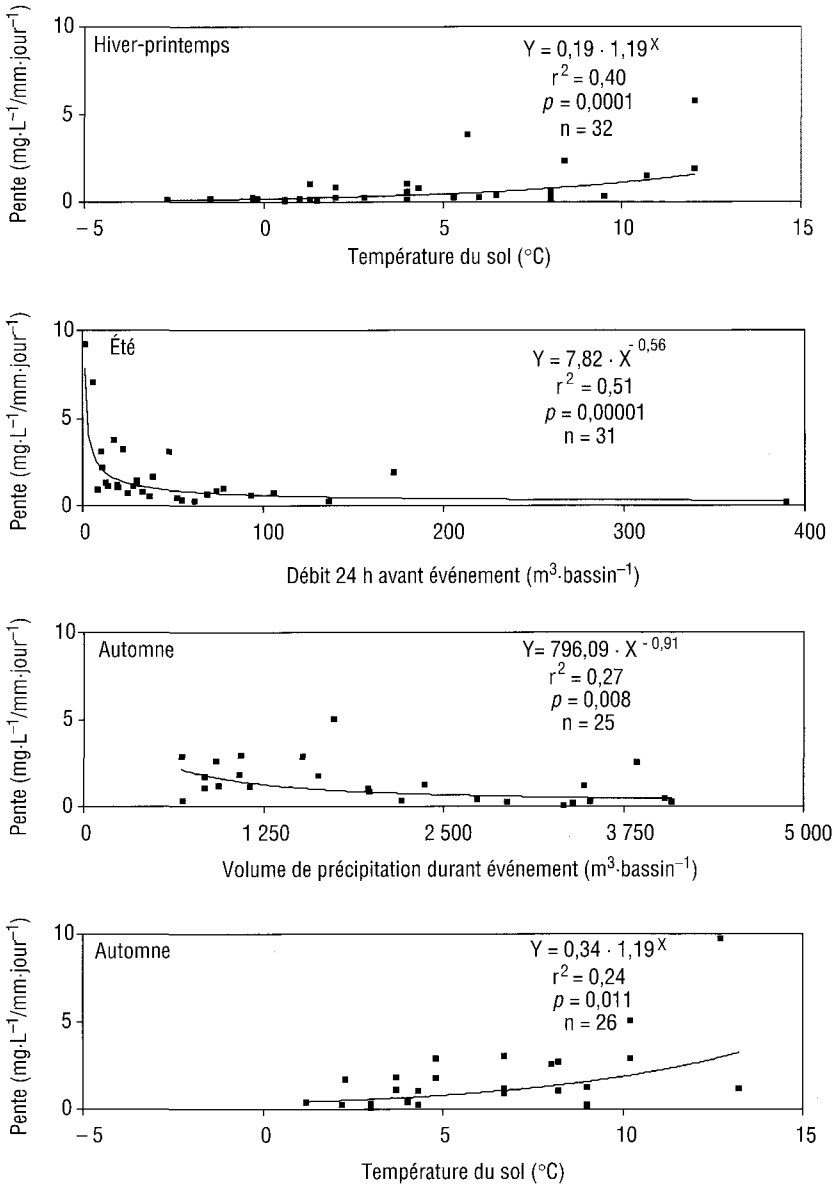 Hiver-printemps
Y = 0,19 · 1,19^X
r² = 0,40
p = 0,0001
n = 32
Pente (mg·L⁻¹/mm·jour⁻¹)
10
5
0
– 5 0 5 10 15
Température du sol (°C)
Été
Y = 7,82 · X^- 0,56
r² = 0,51
p = 0,00001
n = 31
Pente (mg·L⁻¹/mm·jour⁻¹)
10
5
0
0 100 200 300 400
Débit 24 h avant événement (m³·bassin⁻¹)
Automne
Y= 796,09 · X^- 0,91
r² = 0,27
p = 0,008
n = 25
Pente (mg·L⁻¹/mm·jour⁻¹)
10
5
0
0 1 250 2 500 3 750 5 000
Volume de précipitation durant événement (m³·bassin⁻¹)
Automne
Y = 0,34 · 1,19^X
r² = 0,24
p = 0,011
n = 26
Pente (mg·L⁻¹/mm·jour⁻¹)
10
5
0
– 5 0 5 10 15
Température du sol (°C)